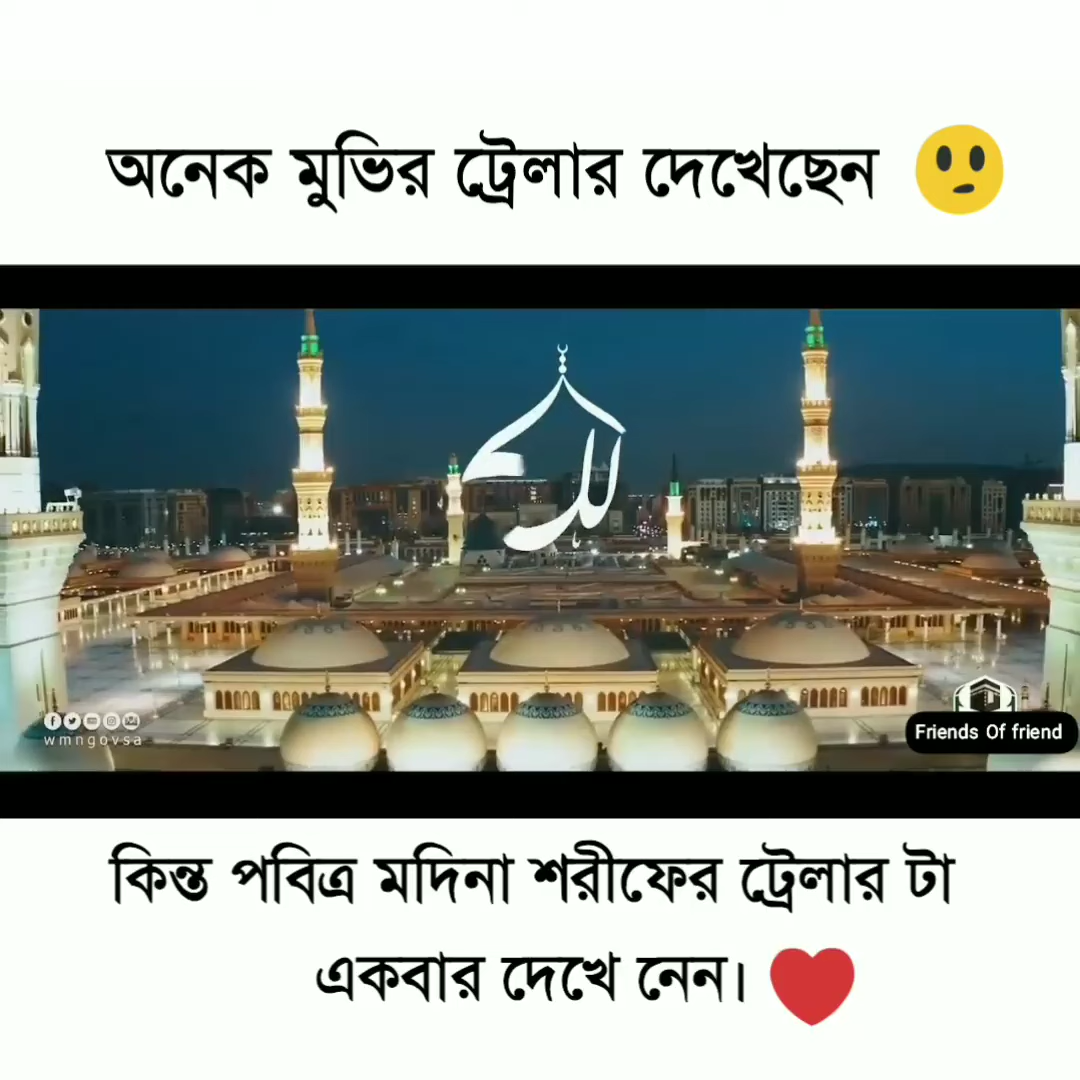 অনেক মুভির ট্রেলার দেখেছেন
wmngovsa
Friends Of friend
কিন্ত পবিত্র মদিনা শরীফের ট্রেলার টা
একবার দেখে নেন।